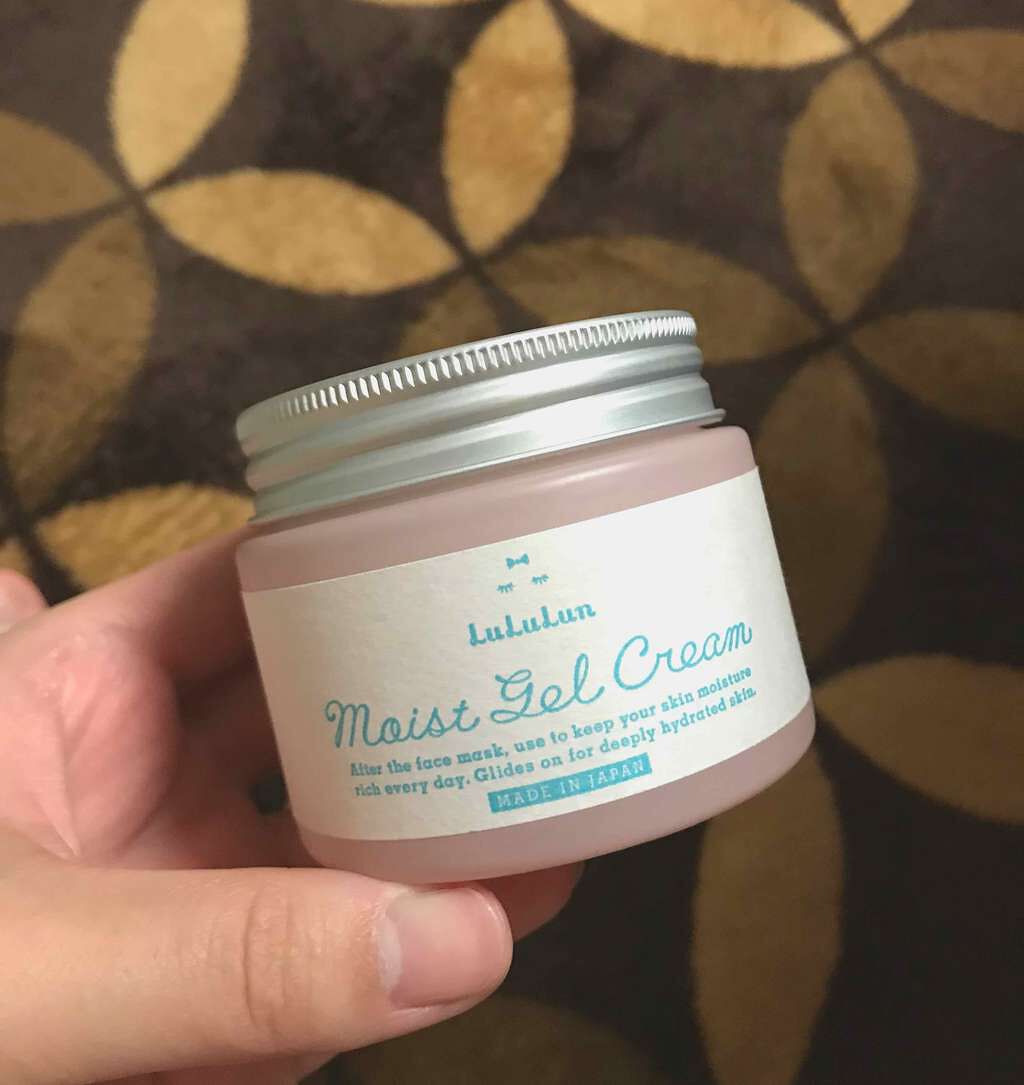 LuLuLun
Moist Gel Cream
After the face mask, use to keep your skin moisture
rich every day. Glides on for deeply hydrated skin.
MADE IN JAPAN